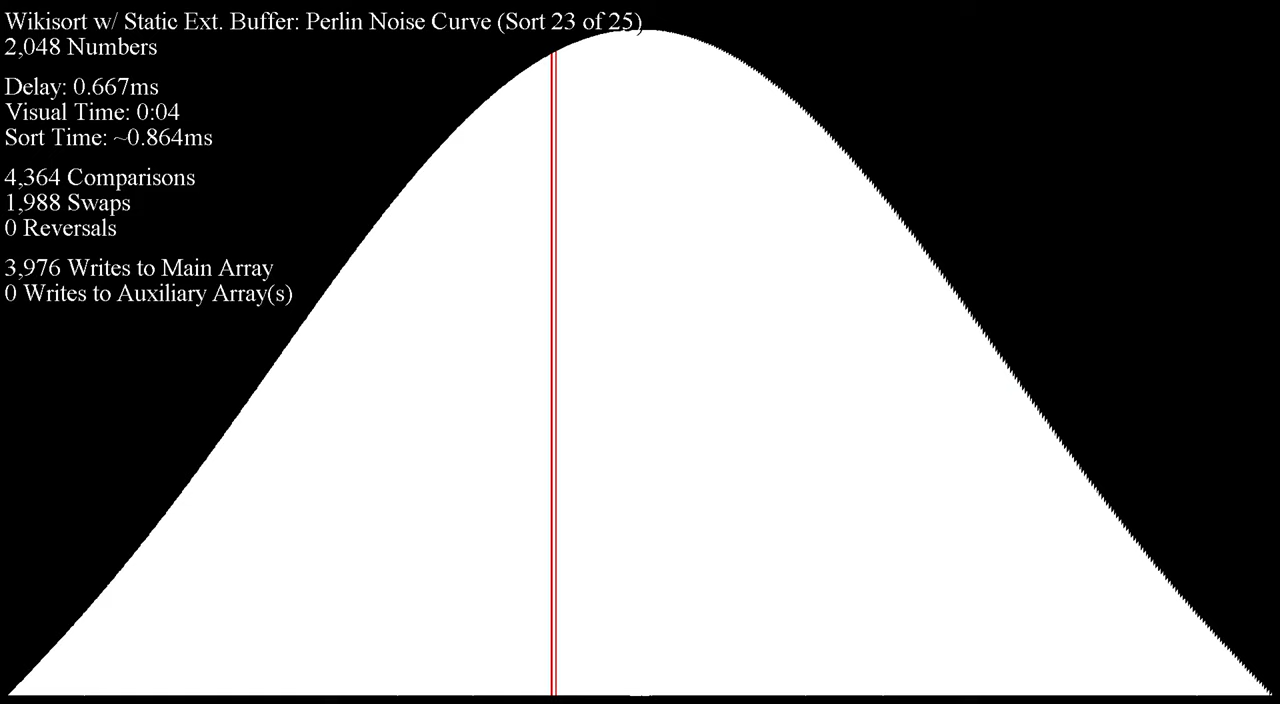 Wikisort w/ Static Ext. Buffer: Perlin Noise Curve (Sort 23 of 25)
2,048 Numbers
Delay: 0.667ms
Visual Time: 0:04
Sort Time: ~0.864ms
4,364 Comparisons
1,988 Swaps
0 Reversals
3,976 Writes to Main Array
0 Writes to Auxiliary Array(s)